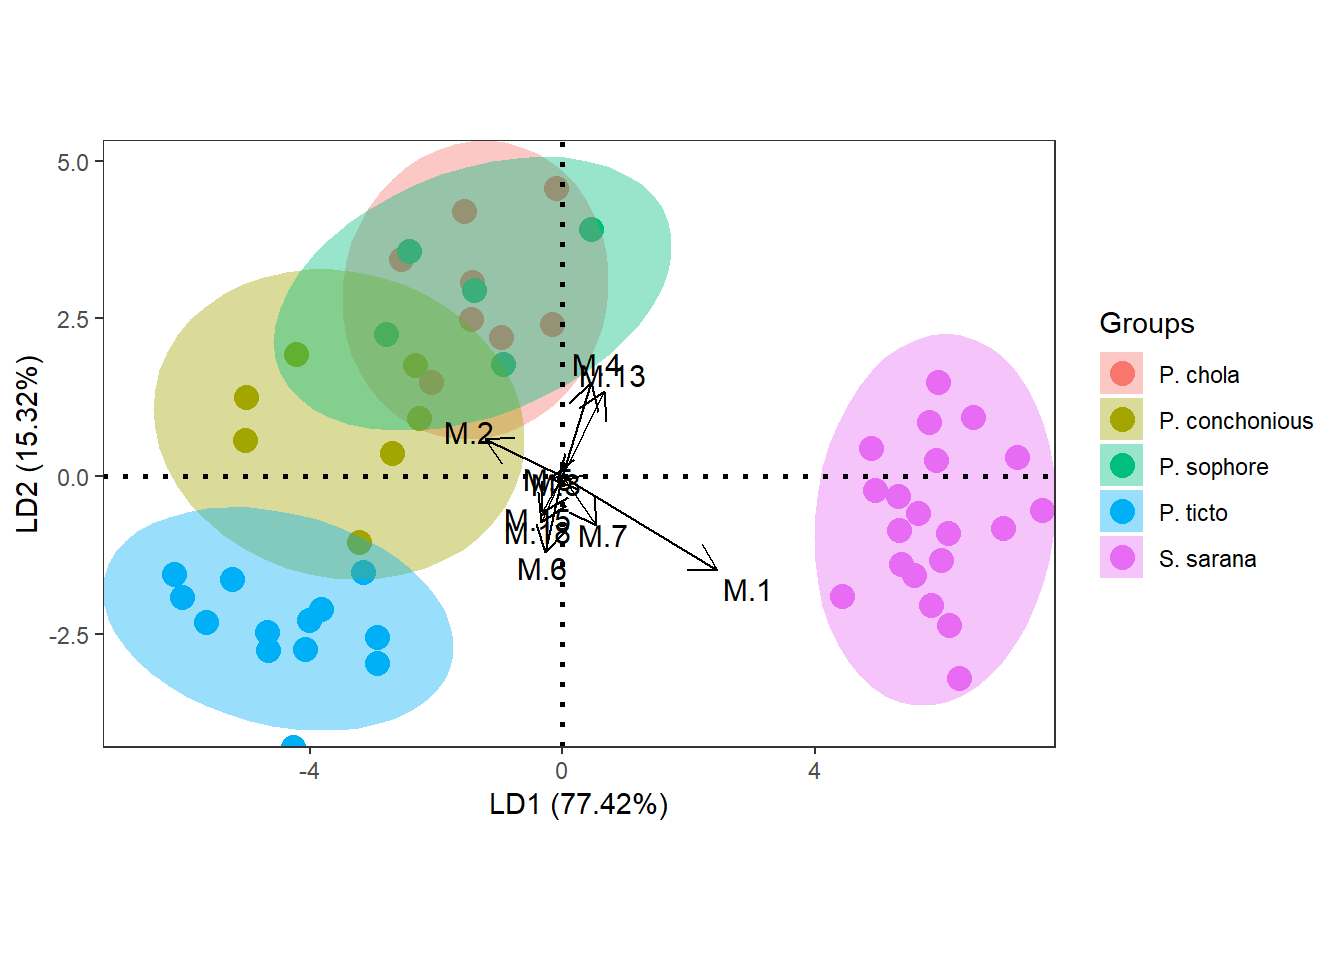 5.0
2.5
0.0
-2.5
-4
0
4
LD2 (15.32%)
LD1 (77.42%)
M.4
M.13
M.2
M.15
M.7
M.6
M.1
Groups
P. chola
P. conchonious
P. sophore
P. ticto
S. sarana